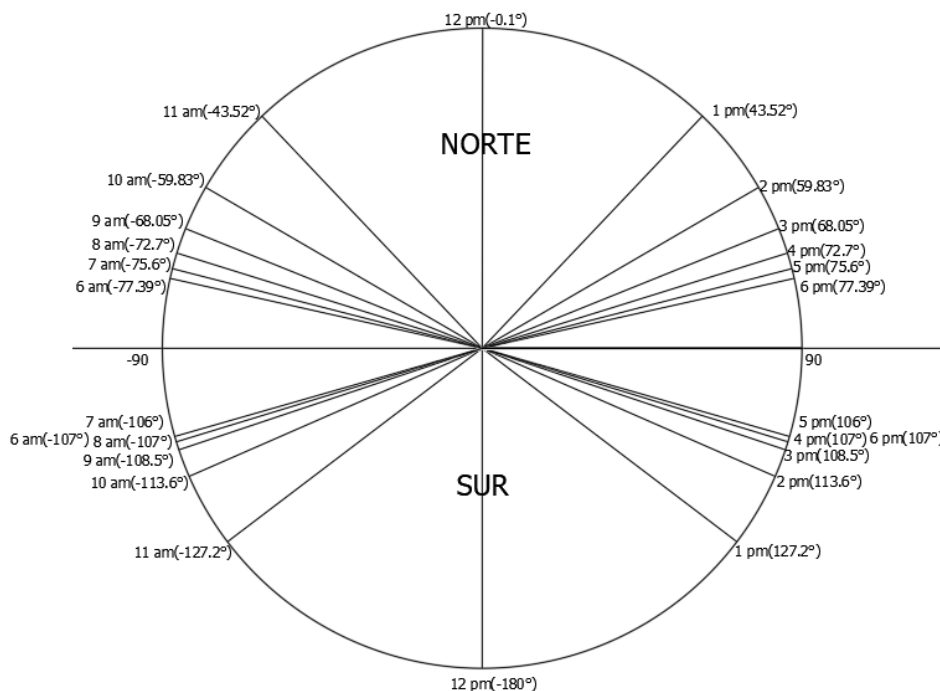 12 pm(-0.1°)
11 am(-43.52°)
1 pm(43.52°)
NORTE
10 am(-59.83°)
2 pm(59.83°)
9 am(-68.05°)
3 pm(68.05°)
8 am(-72.7°)
4 pm(72.7°)
7 am(-75.6°)
5 pm(75.6°)
6 am(-77.39°)
6 pm(77.39°)
-90
90
7 am(-106°)
5 pm(106°)
6 am(-107°) 8 am(-107°)
4 pm(107°) 6 pm(107°)
9 am(-108.5°)
3 pm(108.5°)
10 am(-113.6°)
SUR
2 pm(113.6°)
11 am(-127.2°)
1 pm(127.2°)
12 pm(-180°)